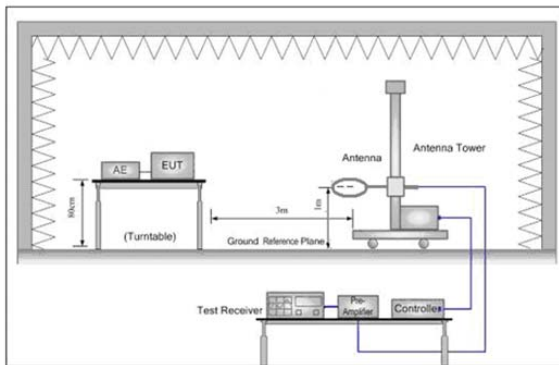 AE
EUT
Antenna
Antenna Tower
80cm
(Turntable)
3m
1m
Ground Reference Plane
Test Receiver
Pre-
Amplifier
Controller